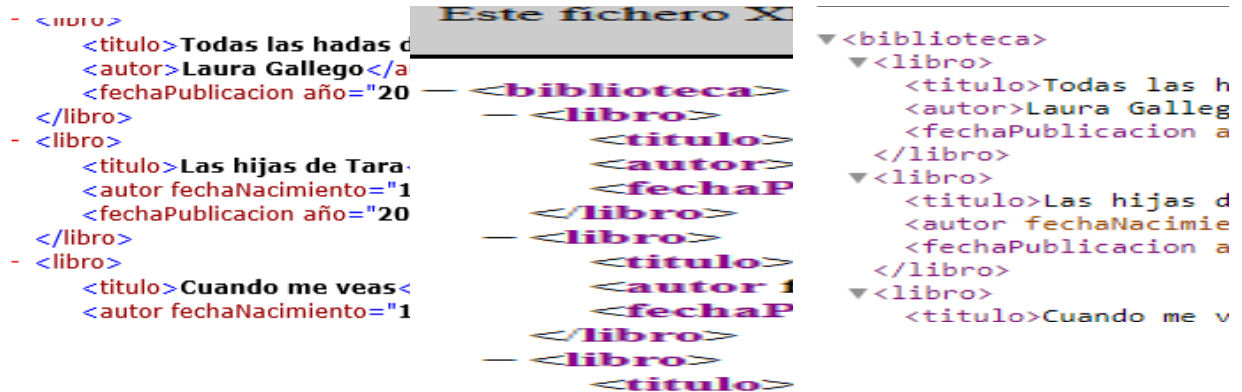 - <libro>
<titulo>Todas las hadas d
<autor>Laura Gallego</a
<fechaPublicacion año="20
</libro>
- <libro>
<titulo>Las hijas de Tara
<autor fechaNacimiento="1
<fechaPublicacion año="20
</libro>
- <libro>
<titulo>Cuando me veas<
<autor fechaNacimiento="1
Este fichero X
— <biblioteca>
— <libro>
<titulo>
<autor>
<fechaP
</libro>
— <libro>
<titulo>
<autor f
<fechaP
</libro>
— <libro>
<titulo>
▼<biblioteca>
▼<libro>
<titulo>Todas las h
<autor>Laura Galleg
<fechaPublicacion a
</libro>
▼<libro>
<titulo>Las hijas d
<autor fechaNacimie
<fechaPublicacion a
</libro>
▼<libro>
<titulo>Cuando me v